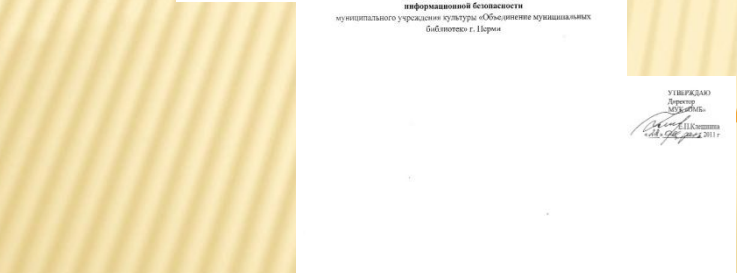 информационной безопасности
муниципального учреждения культуры «Объединение муниципальных
библиотек» г. Перми
УТВЕРЖДАЮ
Директор
МУК «ОМБ»
Е.П.Клешнина
2011 г